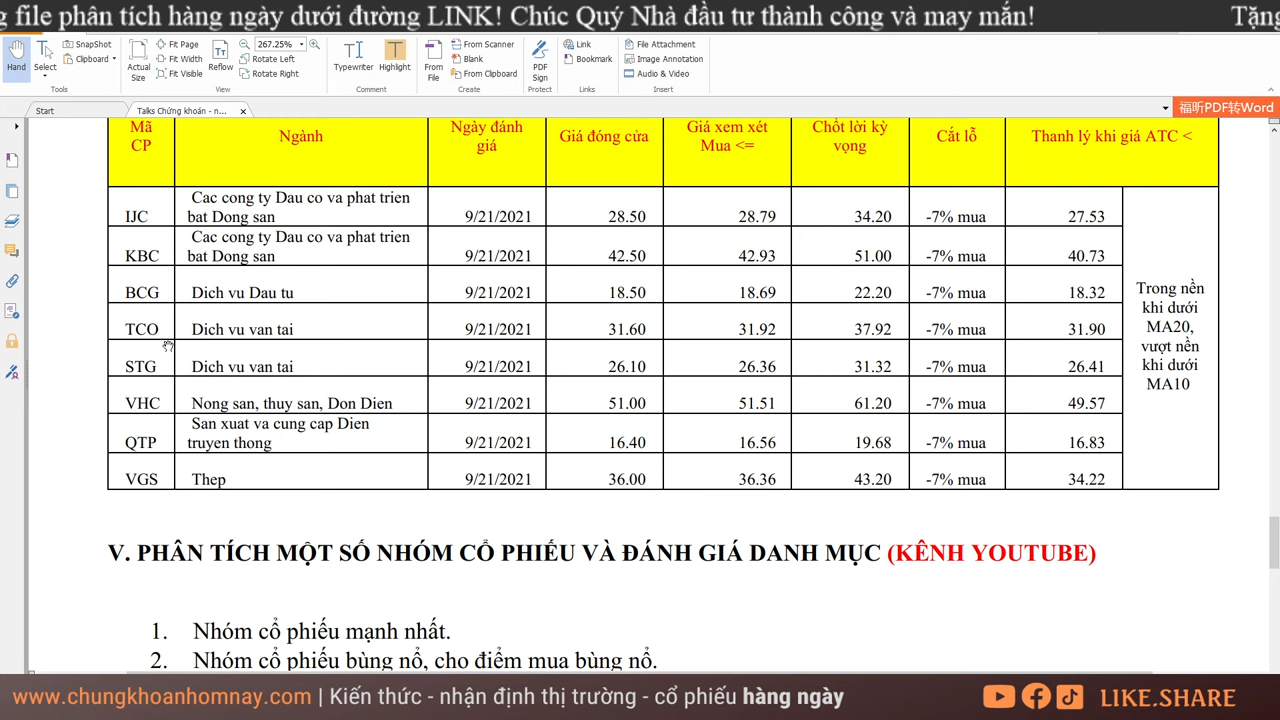 g file phân tích hàng ngày dưới đường LINK! Chúc Quý Nhà đầu tư thành công và may mắn! Tặng
Hand
Select
SnapShot
Clipboard
Tools
Actual Size
Fit Page
Fit Width
Fit Visible
Reflow
267.25%
Rotate Left
Rotate Right
View
Typewriter
Highlight
Comment
From File
From Scanner
Blank
From Clipboard
Create
PDF Sign
Protect
Link
Bookmark
Links
File Attachment
Image Annotation
Audio & Video
Insert
Start
Talks Chứng khoán - n...
福昕PDF转Word
Mã CP Ngành Ngày đánh giá Giá đóng cửa Giá xem xét Mua <= Chốt lời kỳ vọng Cắt lỗ Thanh lý khi giá ATC <
IJC Cac cong ty Dau co va phat trien bat Dong san 9/21/2021 28.50 28.79 34.20 -7% mua 27.53
KBC Cac cong ty Dau co va phat trien bat Dong san 9/21/2021 42.50 42.93 51.00 -7% mua 40.73
BCG Dich vu Dau tu 9/21/2021 18.50 18.69 22.20 -7% mua 18.32
TCO Dich vu van tai 9/21/2021 31.60 31.92 37.92 -7% mua 31.90
STG Dich vu van tai 9/21/2021 26.10 26.36 31.32 -7% mua 26.41
VHC Nong san, thuy san, Don Dien 9/21/2021 51.00 51.51 61.20 -7% mua 49.57
QTP San xuat va cung cap Dien truyen thong 9/21/2021 16.40 16.56 19.68 -7% mua 16.83
VGS Thep 9/21/2021 36.00 36.36 43.20 -7% mua 34.22
Trong nền
khi dưới
MA20,
vượt nền
khi dưới
MA10
V. PHÂN TÍCH MỘT SỐ NHÓM CỔ PHIẾU VÀ ĐÁNH GIÁ DANH MỤC (KÊNH YOUTUBE)
1. Nhóm cổ phiếu mạnh nhất.
2. Nhóm cổ phiếu bùng nổ, cho điểm mua bùng nổ.
www.chungkhoanhomnay.com | Kiến thức - nhận định thị trường - cổ phiếu hàng ngày
LIKE.SHARE